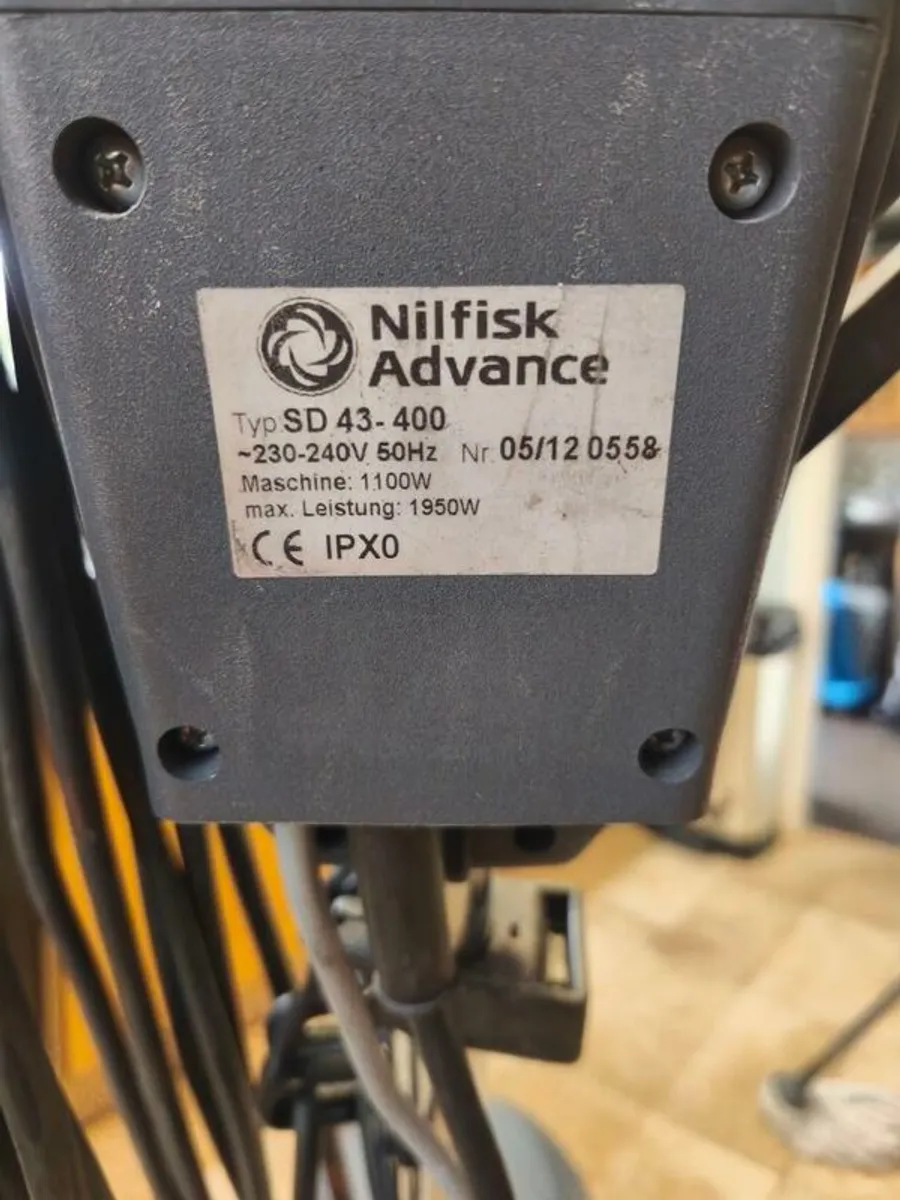 Nilfisk
Advance
Typ SD 43-400
~230-240V 50Hz Nr. 05/12 0558
Maschine: 1100W
max. Leistung: 1950W
CE IPX0